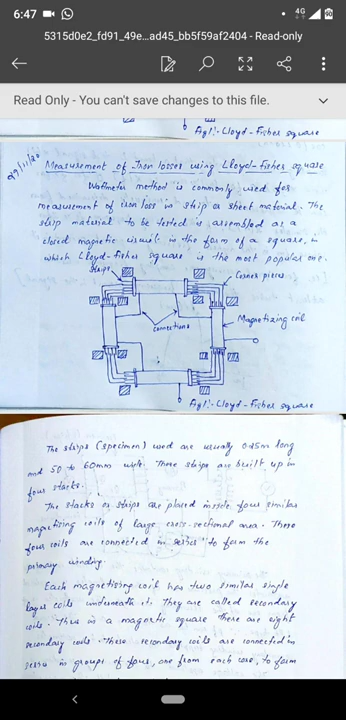 6:47
4G
5315d0e2_fd91_49e...ad45_bb5f59af2404 - Read-only
Read Only - You can't save changes to this file.
Fig1:- Lloyd-Fisher square
09/11/20
Measurement of Iron losses using Lloyd-fisher square
Wattmeter method is commonly used for
measurement of iron loss in strip or sheet material. The
strip material to be tested is assembled as a
closed magnetic circuit in the form of a square, in
which Lloyd-fisher square is the most popular one.
Strips
Corner pieces
connections
Magnetizing coil
Fig1:- Lloyd-Fisher square
The strips (specimen) used are usually 0.25m long
and 50 to 60mm wide. These strips are built up in
four stacks.
The stacks of strips are placed inside four similar
magnetising coils of large cross-sectional area. These
four coils are connected in series to form the
primary winding.
Each magnetising coil has two similar single
layer coils underneath it. They are called secondary
coils. Thus in a magnetic square there are eight
secondary coils. These secondary coils are connected in
series in groups of four, one from each core, to form